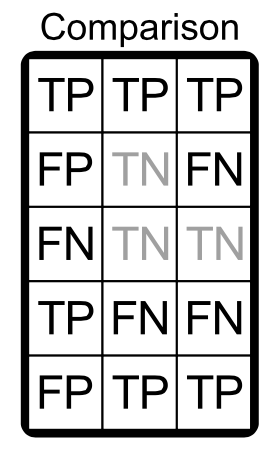 Comparison
TP TP TP
FP TN FN
FN TN TN
TP FN FN
FP TP TP